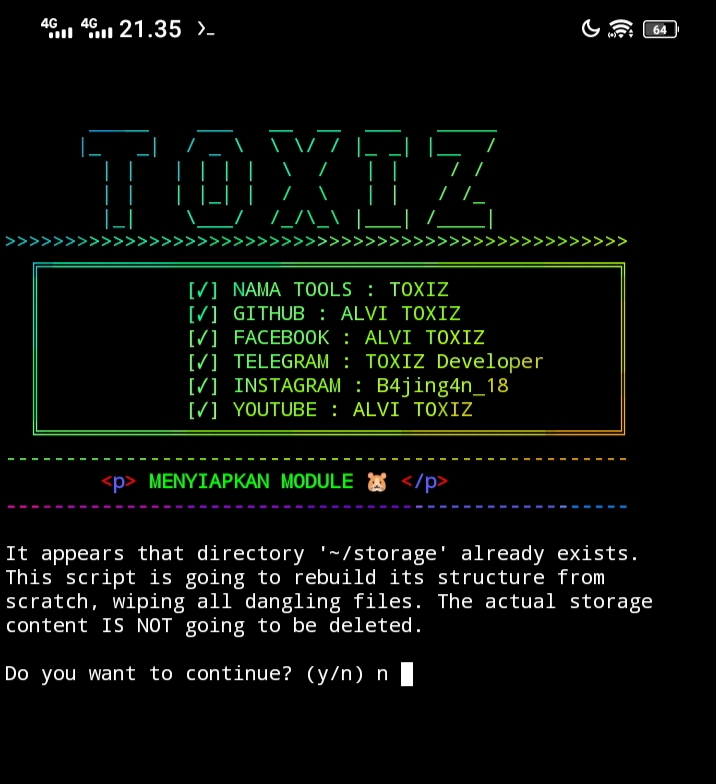 4G 4G 21.35 >_ 64
TOXIZ
>>>>>>>>>>>>>>>>>>>>>>>>>>>>>>>>>>>>>>>>>>>>>>>>>>>>
[✓] NAMA TOOLS : TOXIZ
[✓] GITHUB : ALVI TOXIZ
[✓] FACEBOOK : ALVI TOXIZ
[✓] TELEGRAM : TOXIZ Developer
[✓] INSTAGRAM : B4jing4n_18
[✓] YOUTUBE : ALVI TOXIZ
----------------------------------------------------
<p> MENYIAPKAN MODULE 🐹 </p>
----------------------------------------------------
It appears that directory '~/storage' already exists.
This script is going to rebuild its structure from
scratch, wiping all dangling files. The actual storage
content IS NOT going to be deleted.
Do you want to continue? (y/n) n